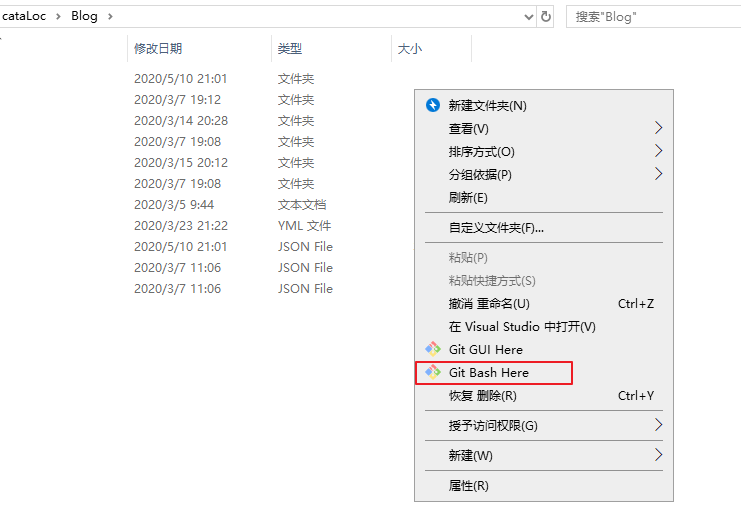 cataLoc > Blog >
搜索"Blog"
修改日期 类型 大小
2020/5/10 21:01 文件夹
2020/3/7 19:12 文件夹
2020/3/14 20:28 文件夹
2020/3/7 19:08 文件夹
2020/3/15 20:12 文件夹
2020/3/7 19:08 文件夹
2020/3/5 9:44 文本文档
2020/3/23 21:22 YML 文件
2020/5/10 21:01 JSON File
2020/3/7 11:06 JSON File
2020/3/7 11:06 JSON File
新建文件夹(N)
查看(V)
排序方式(O)
分组依据(P)
刷新(E)
自定义文件夹(F)...
粘贴(P)
粘贴快捷方式(S)
撤消 重命名(U) Ctrl+Z
在 Visual Studio 中打开(V)
Git GUI Here
Git Bash Here
恢复 删除(R) Ctrl+Y
授予访问权限(G)
新建(W)
属性(R)